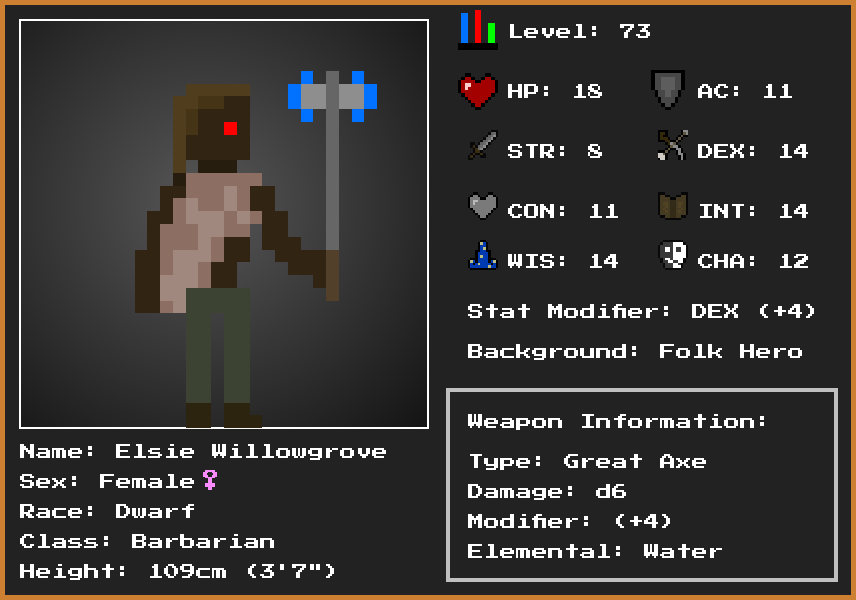 Level: 73
HP: 18
AC: 11
STR: 8
DEX: 14
CON: 11
INT: 14
WIS: 14
CHA: 12
Stat Modifier: DEX (+4)
Background: Folk Hero
Weapon Information:
Type: Great Axe
Damage: d6
Modifier: (+4)
Elemental: Water
Name: Elsie Willowgrove
Sex: Female♀
Race: Dwarf
Class: Barbarian
Height: 109cm (3'7")